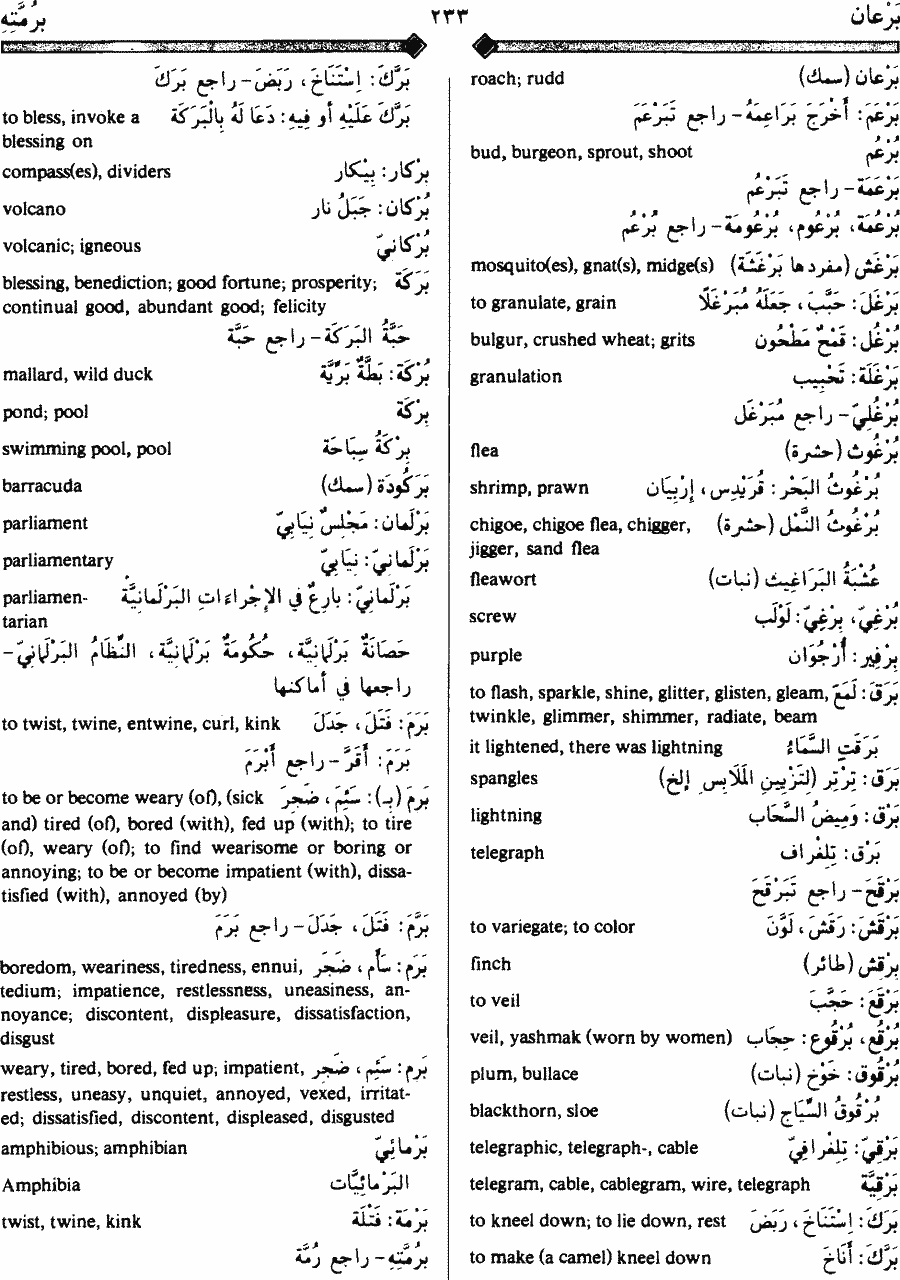 بَرْعان ٢٣٣ بِرُمَّتِهِ
بَرْعان (سمك) roach; rudd
بَرْعَمَ: أَخْرَجَ بَرَاعِمَهُ- راجع تَبَرْعَمَ
بُرْعُم bud, burgeon, sprout, shoot
بَرْعَمَة- راجع تَبَرْعُم
بُرْعُمَة، بُرْعُوم، بُرْعُومَة- راجع بُرْعُم
بَرْغَش (مفردها بَرْغَشَة) mosquito(es), gnat(s), midge(s)
بَرْغَلَ: حَبَّبَ، جَعَلَهُ مُبَرْغَلًا to granulate, grain
بُرْغُل: قَمْحٌ مَطْحُون bulgur, crushed wheat; grits
بَرْغَلَة: تَحْبِيب granulation
بُرْغُلِيّ- راجع مُبَرْغَل
بُرْغُوث (حشرة) flea
بُرْغُوثُ البَحْر: قُرَيْدِس، إرْبِيَان shrimp, prawn
بُرْغُوثُ النَّمْل (حشرة) chigoe, chigoe flea, chigger,
jigger, sand flea
عُشْبَةُ البَرَاغِيث (نبات) fleawort
بُرْغِيّ، بِرْغِيّ: لَوْلَب screw
بِرْفِير: أُرْجُوَان purple
بَرَقَ: لَمَعَ to flash, sparkle, shine, glitter, glisten, gleam,
twinkle, glimmer, shimmer, radiate, beam
بَرَقَتِ السَّمَاءُ it lightened, there was lightning
بَرَق: تِرْتِر (لتَزْيِينِ المَلَابِسِ إلخ) spangles
بَرْق: وَمِيضُ السَّحَاب lightning
بَرْق: تِلِغْراف telegraph
بَرْقَحَ- راجع تَبَرْقَحَ
بَرْقَشَ: رَقَشَ، لَوَّنَ to variegate; to color
بِرْقِش (طائر) finch
بَرْقَعَ: حَجَّبَ to veil
بُرْقُع، بُرْقُوع: حِجَاب veil, yashmak (worn by women)
بُرْقُوق: خَوْخ (نبات) plum, bullace
بُرْقُوقُ السِّيَاج (نبات) blackthorn, sloe
بَرْقِيّ: تِلِغْرافِيّ telegraphic, telegraph-, cable
بَرْقِيَّة telegram, cable, cablegram, wire, telegraph
بَرَكَ: اِسْتَنَاخَ، رَبَضَ to kneel down; to lie down, rest
بَرَّكَ: أَنَاخَ to make (a camel) kneel down
بَرَّكَ: اِسْتَنَاخَ، رَبَضَ- راجع بَرَكَ
بَرَّكَ عَلَيْهِ أو فِيهِ: دَعَا لَهُ بِالْبَرَكَة to bless, invoke a
blessing on
بِرْكار: بِيْكار compass(es), dividers
بُرْكان: جَبَلُ نار volcano
بُرْكانِيّ volcanic; igneous
بَرَكَة blessing, benediction; good fortune; prosperity;
continual good, abundant good; felicity
حَبَّةُ البَرَكَة- راجع حَبَّة
بُرْكَة: بَطَّةٌ بَرِّيَّة mallard, wild duck
بِرْكَة pond; pool
بِرْكَةُ سِبَاحَة swimming pool, pool
بَرَكُودَة (سمك) barracuda
بَرْلَمان: مَجْلِسٌ نِيَابِيّ parliament
بَرْلَمانِيّ: نِيَابِيّ parliamentary
بَرْلَمانِيّ: بارِعٌ في الإجْراءاتِ البَرْلَمانِيَّة parliamen-
tarian
حَصَانَةٌ بَرْلَمانِيَّة، حُكُومَةٌ بَرْلَمانِيَّة، النِّظَامُ البَرْلَمانِيّ-
راجعها في أماكنها
بَرَمَ: فَتَلَ، جَدَلَ to twist, twine, entwine, curl, kink
بَرَمَ: أَقَرَّ- راجع أَبْرَمَ
بَرِمَ (بـ): سَئِمَ، ضَجِرَ to be or become weary (of), (sick
and) tired (of), bored (with), fed up (with); to tire
(of), weary (of); to find wearisome or boring or
annoying; to be or become impatient (with), dissa-
tisfied (with), annoyed (by)
بَرَّمَ: فَتَلَ، جَدَلَ- راجع بَرَمَ
بَرَم: سَأَم، ضَجَر boredom, weariness, tiredness, ennui,
tedium; impatience, restlessness, uneasiness, an-
noyance; discontent, displeasure, dissatisfaction,
disgust
بَرِم: سَئِم، ضَجِر weary, tired, bored, fed up; impatient,
restless, uneasy, unquiet, annoyed, vexed, irritat-
ed; dissatisfied, discontent, displeased, disgusted
بَرْمائِيّ amphibious; amphibian
البَرْمائِيَّات Amphibia
بَرْمَة: فَتْلَة twist, twine, kink
بِرُمَّتِهِ- راجع رُمَّة